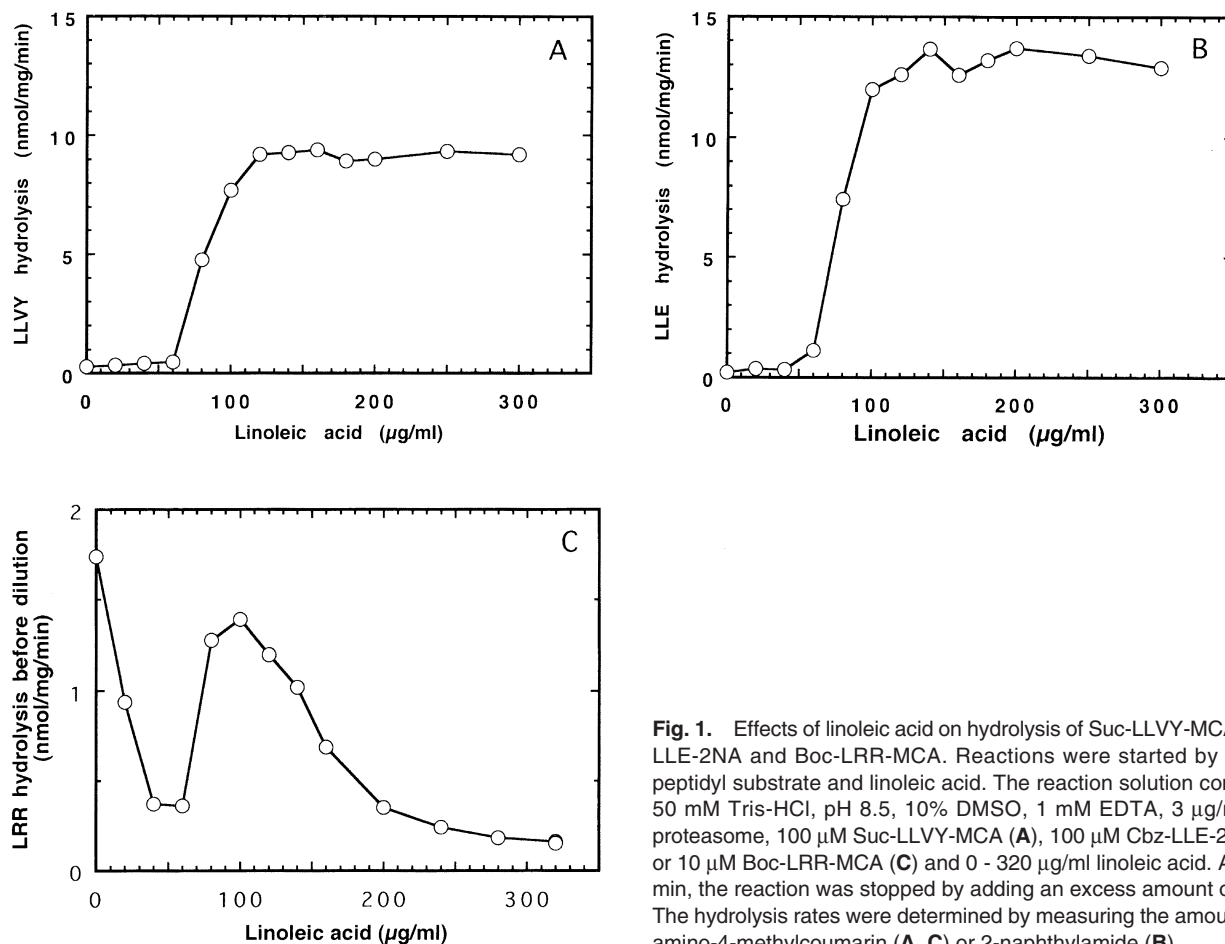 15
10
5
0
LLVY hydrolysis (nmol/mg/min)
A
0 100 200 300
Linoleic acid (µg/ml)
15
10
5
0
LLE hydrolysis (nmol/mg/min)
B
0 100 200 300
Linoleic acid (µg/ml)
2
1
0
LRR hydrolysis before dilution
(nmol/mg/min)
C
0 100 200 300
Linoleic acid (µg/ml)
Fig. 1. Effects of linoleic acid on hydrolysis of Suc-LLVY-MCA
LLE-2NA and Boc-LRR-MCA. Reactions were started by
peptidyl substrate and linoleic acid. The reaction solution con
50 mM Tris-HCl, pH 8.5, 10% DMSO, 1 mM EDTA, 3 µg/m
proteasome, 100 µM Suc-LLVY-MCA (A), 100 µM Cbz-LLE-2
or 10 µM Boc-LRR-MCA (C) and 0 - 320 µg/ml linoleic acid. A
min, the reaction was stopped by adding an excess amount o
The hydrolysis rates were determined by measuring the amou
amino-4-methylcoumarin (A, C) or 2-naphthylamide (B).